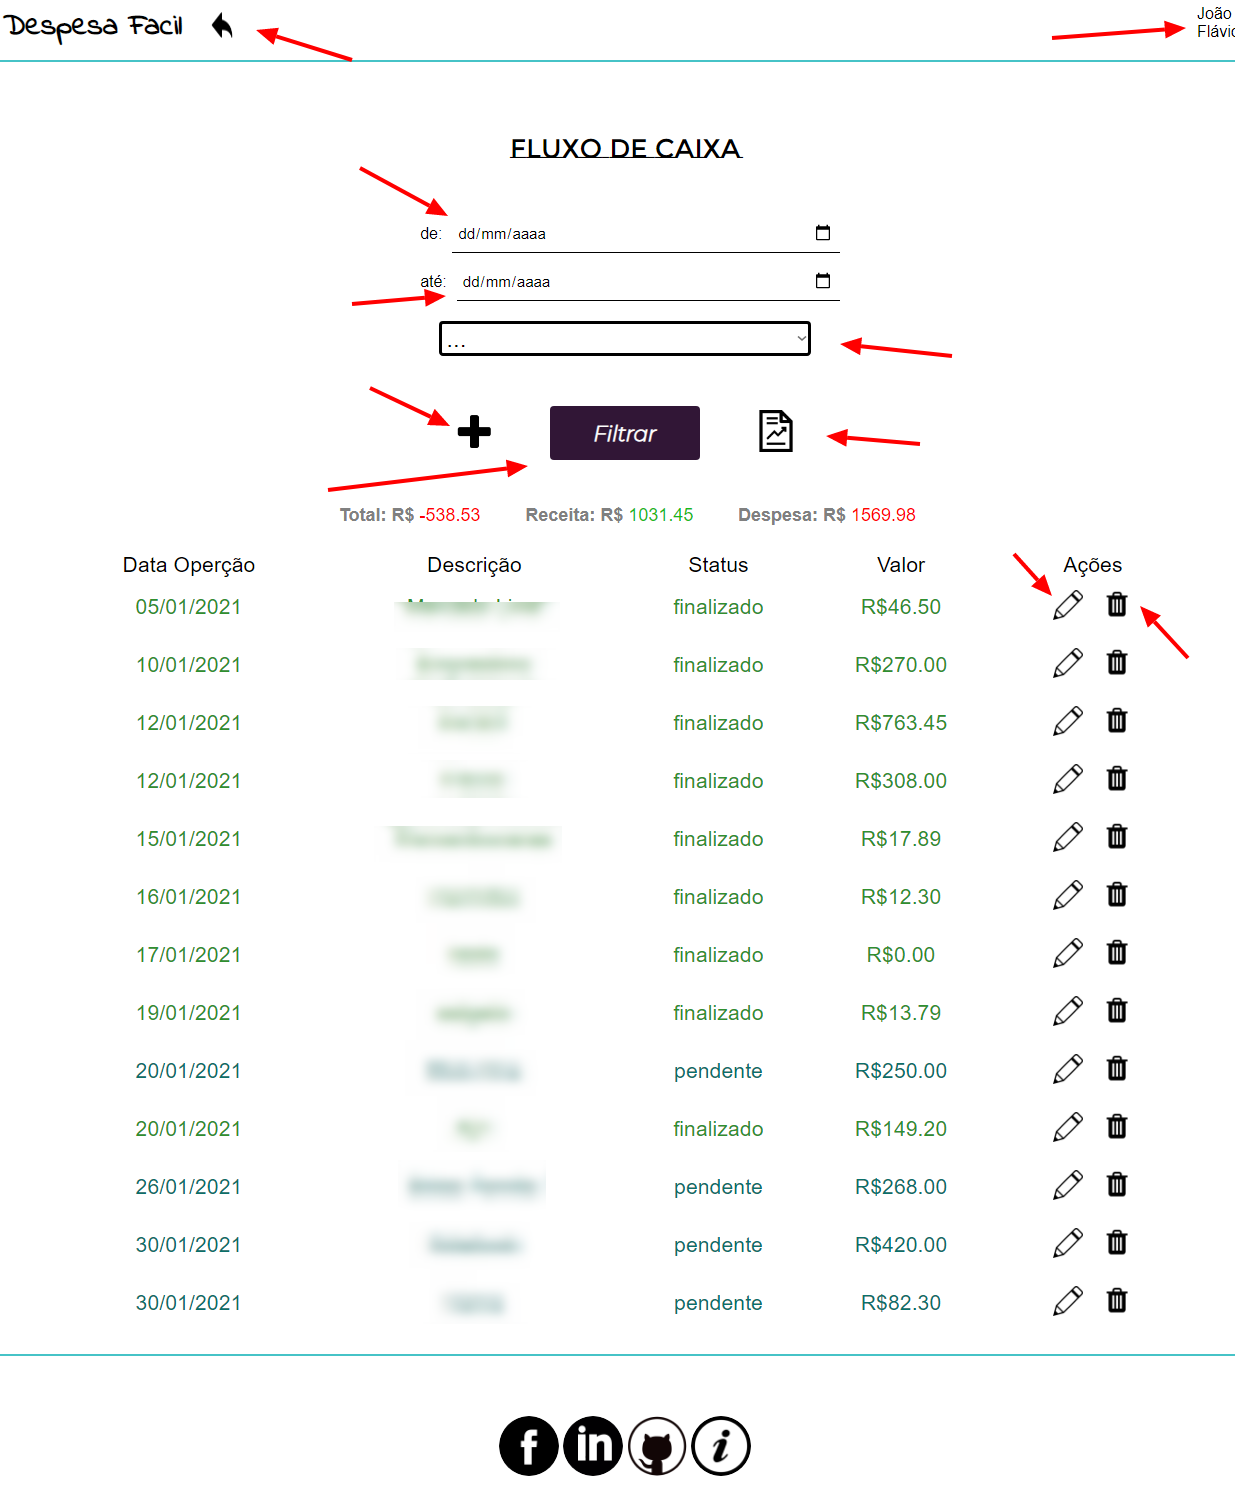 Despesa Facil
João
Flávio
FLUXO DE CAIXA
de: dd/mm/aaaa
até: dd/mm/aaaa
...
Filtrar
Total: R$ -538.53 Receita: R$ 1031.45 Despesa: R$ 1569.98
Data Operção Descrição Status Valor Ações
05/01/2021 finalizado R$46.50
10/01/2021 finalizado R$270.00
12/01/2021 finalizado R$763.45
12/01/2021 finalizado R$308.00
15/01/2021 finalizado R$17.89
16/01/2021 finalizado R$12.30
17/01/2021 finalizado R$0.00
19/01/2021 finalizado R$13.79
20/01/2021 pendente R$250.00
20/01/2021 finalizado R$149.20
26/01/2021 pendente R$268.00
30/01/2021 pendente R$420.00
30/01/2021 pendente R$82.30